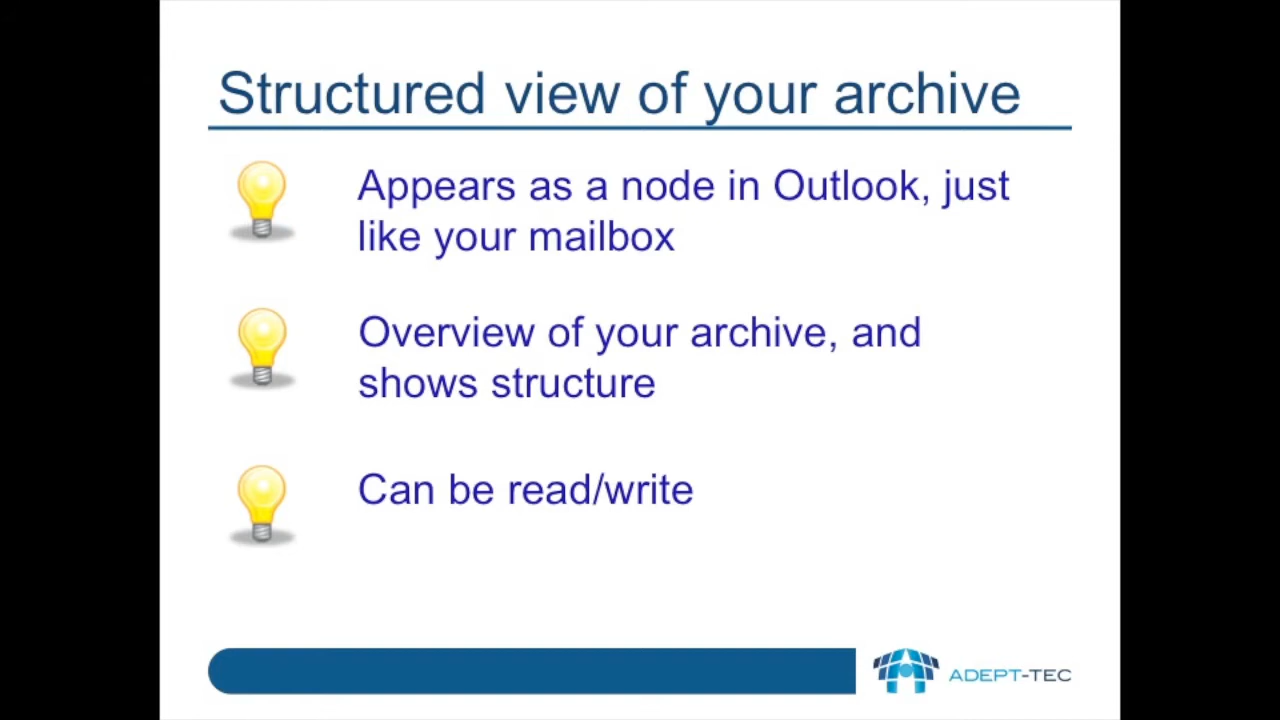 Structured view of your archive
Appears as a node in Outlook, just
like your mailbox
Overview of your archive, and
shows structure
Can be read/write
ADEPT-TEC